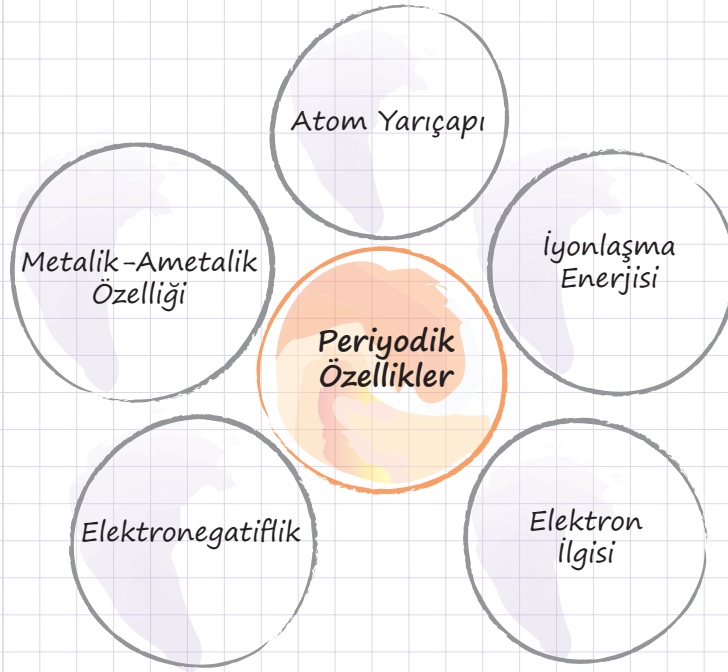 Atom Yarıçapı
Metalik-Ametalik
Özelliği
İyonlaşma
Enerjisi
Periyodik
Özellikler
Elektronegatiflik
Elektron
İlgisi